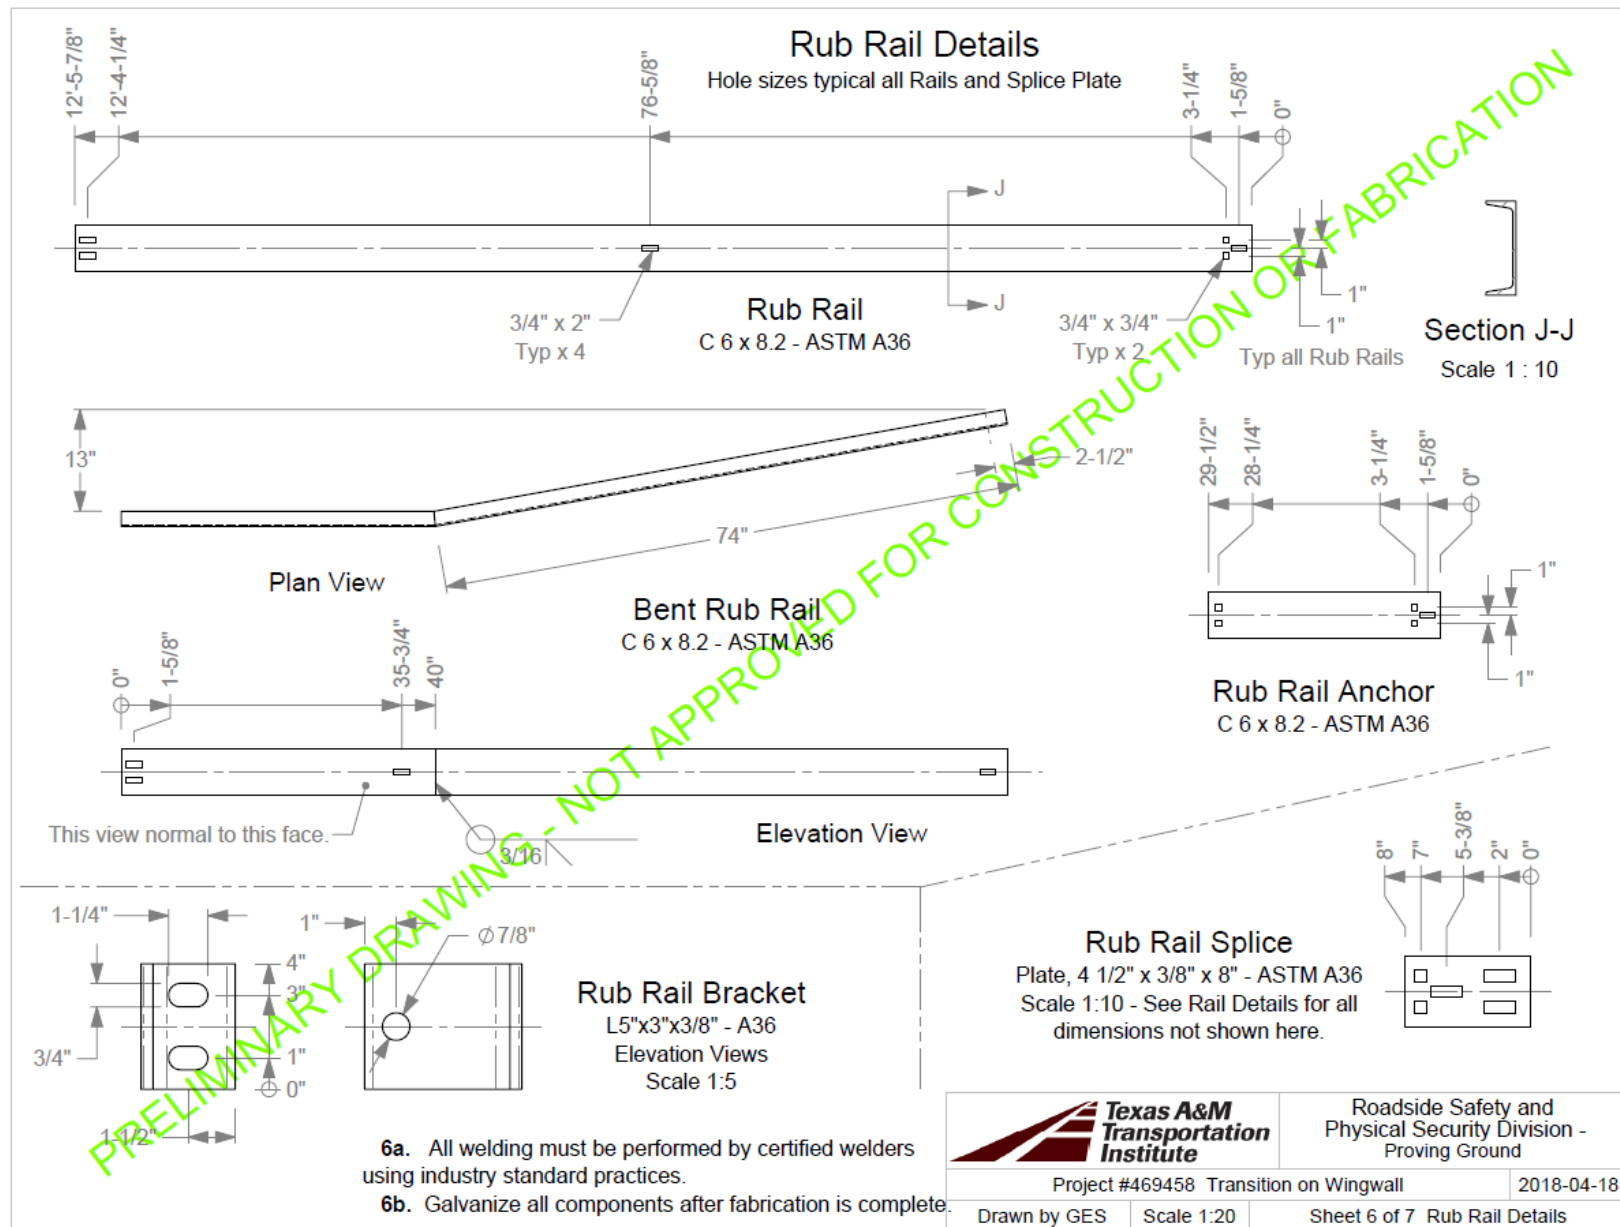 Rub Rail Details
Hole sizes typical all Rails and Splice Plate
12'-5-7/8"
12'-4-1/4"
76-5/8"
3-1/4"
1-5/8"
0"
J
J
3/4" x 2"
Typ x 4
Rub Rail
C 6 x 8.2 - ASTM A36
3/4" x 3/4"
Typ x 2
1"
1"
Typ all Rub Rails
Section J-J
Scale 1 : 10
13"
2-1/2"
74"
Plan View
Bent Rub Rail
C 6 x 8.2 - ASTM A36
29-1/2"
28-1/4"
3-1/4"
1-5/8"
0"
1"
1"
Rub Rail Anchor
C 6 x 8.2 - ASTM A36
0"
1-5/8"
35-3/4"
40"
This view normal to this face.
3/16
Elevation View
8"
7"
5-3/8"
2"
0"
Rub Rail Splice
Plate, 4 1/2" x 3/8" x 8" - ASTM A36
Scale 1:10 - See Rail Details for all
dimensions not shown here.
1-1/4"
3/4"
1-1/2"
4"
3"
1"
0"
1"
Ø7/8"
Rub Rail Bracket
L5"x3"x3/8" - A36
Elevation Views
Scale 1:5
6a. All welding must be performed by certified welders
using industry standard practices.
6b. Galvanize all components after fabrication is complete.
PRELIMINARY DRAWING - NOT APPROVED FOR CONSTRUCTION OR FABRICATION
Texas A&M
Transportation
Institute
Roadside Safety and
Physical Security Division -
Proving Ground
Project #469458 Transition on Wingwall
2018-04-18
Drawn by GES
Scale 1:20
Sheet 6 of 7 Rub Rail Details